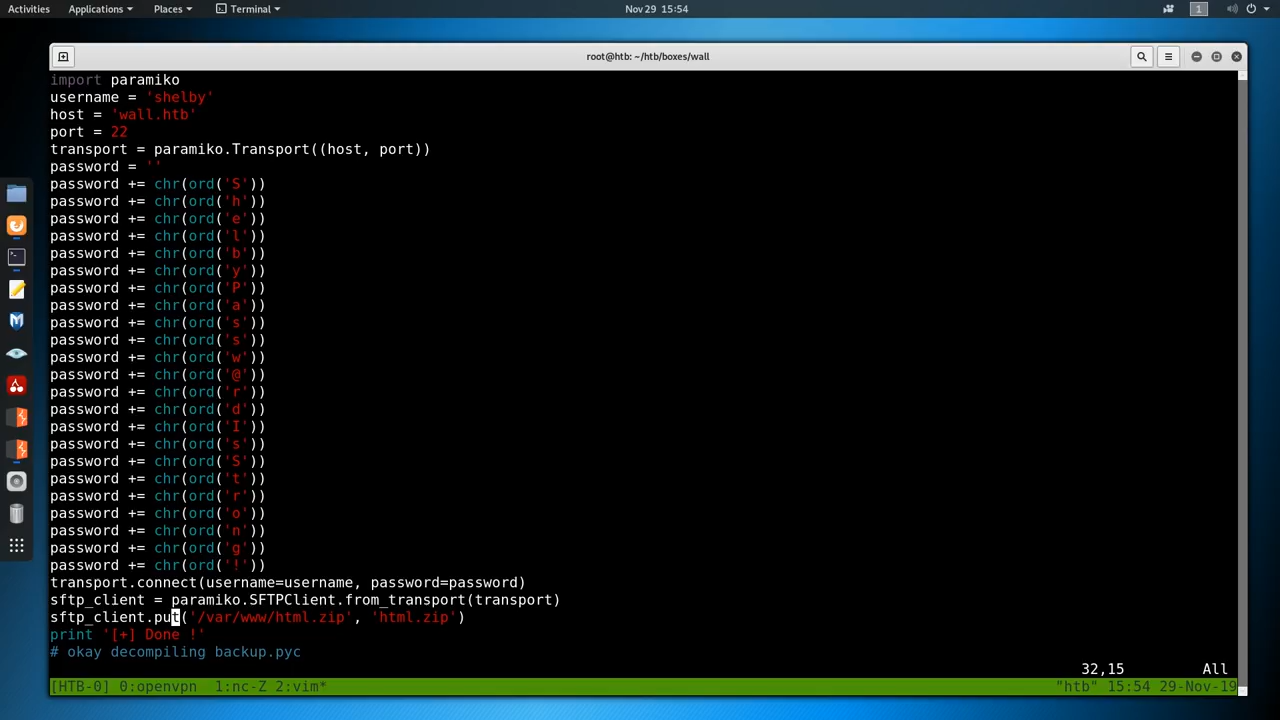 Activities Applications Places Terminal Nov 29 15:54 1
root@htb: ~/htb/boxes/wall
import paramiko
username = 'shelby'
host = 'wall.htb'
port = 22
transport = paramiko.Transport((host, port))
password = ''
password += chr(ord('S'))
password += chr(ord('h'))
password += chr(ord('e'))
password += chr(ord('l'))
password += chr(ord('b'))
password += chr(ord('y'))
password += chr(ord('P'))
password += chr(ord('a'))
password += chr(ord('s'))
password += chr(ord('s'))
password += chr(ord('w'))
password += chr(ord('@'))
password += chr(ord('r'))
password += chr(ord('d'))
password += chr(ord('I'))
password += chr(ord('s'))
password += chr(ord('S'))
password += chr(ord('t'))
password += chr(ord('r'))
password += chr(ord('o'))
password += chr(ord('n'))
password += chr(ord('g'))
password += chr(ord('!'))
transport.connect(username=username, password=password)
sftp_client = paramiko.SFTPClient.from_transport(transport)
sftp_client.put('/var/www/html.zip', 'html.zip')
print '[+] Done !'
# okay decompiling backup.pyc
32,15 All
[HTB-0] 0:openvpn 1:nc-Z 2:vim* "htb" 15:54 29-Nov-19